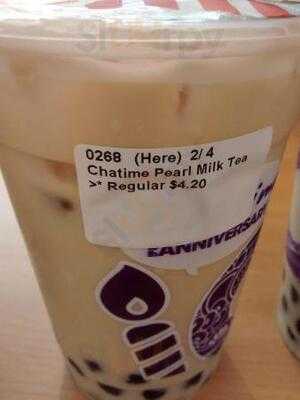 0268 (Here) 2/4
Chatime Pearl Milk Tea
>* Regular $4.20
ANNIVERSAR